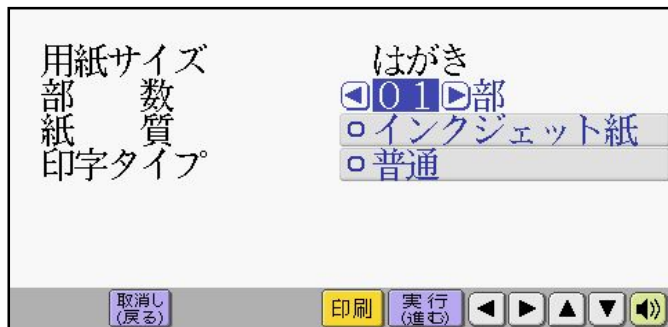 用紙サイズ　はがき
部　　数　◀01▶部
紙　　質　インクジェット紙
印字タイプ　普通
取消し
(戻る)
印刷
実行
(進む)
◀ ▶ ▲ ▼